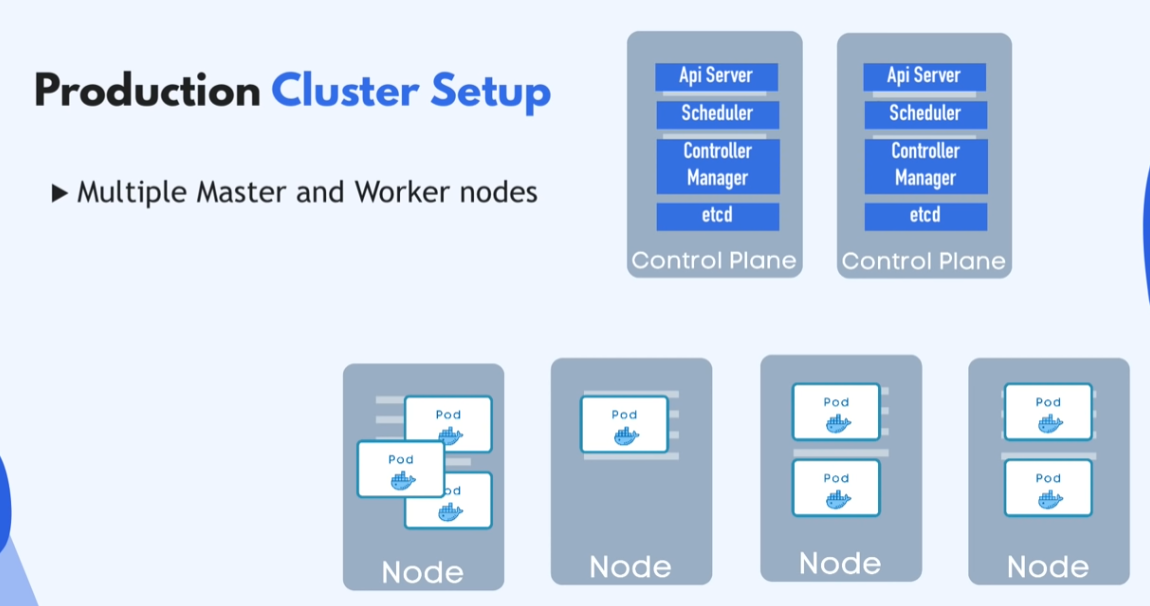 Production Cluster Setup
▶ Multiple Master and Worker nodes
Api Server
Scheduler
Controller
Manager
etcd
Control Plane
Api Server
Scheduler
Controller
Manager
etcd
Control Plane
Pod
Pod
od
Node
Pod
Node
Pod
Pod
Node
Pod
Pod
Node